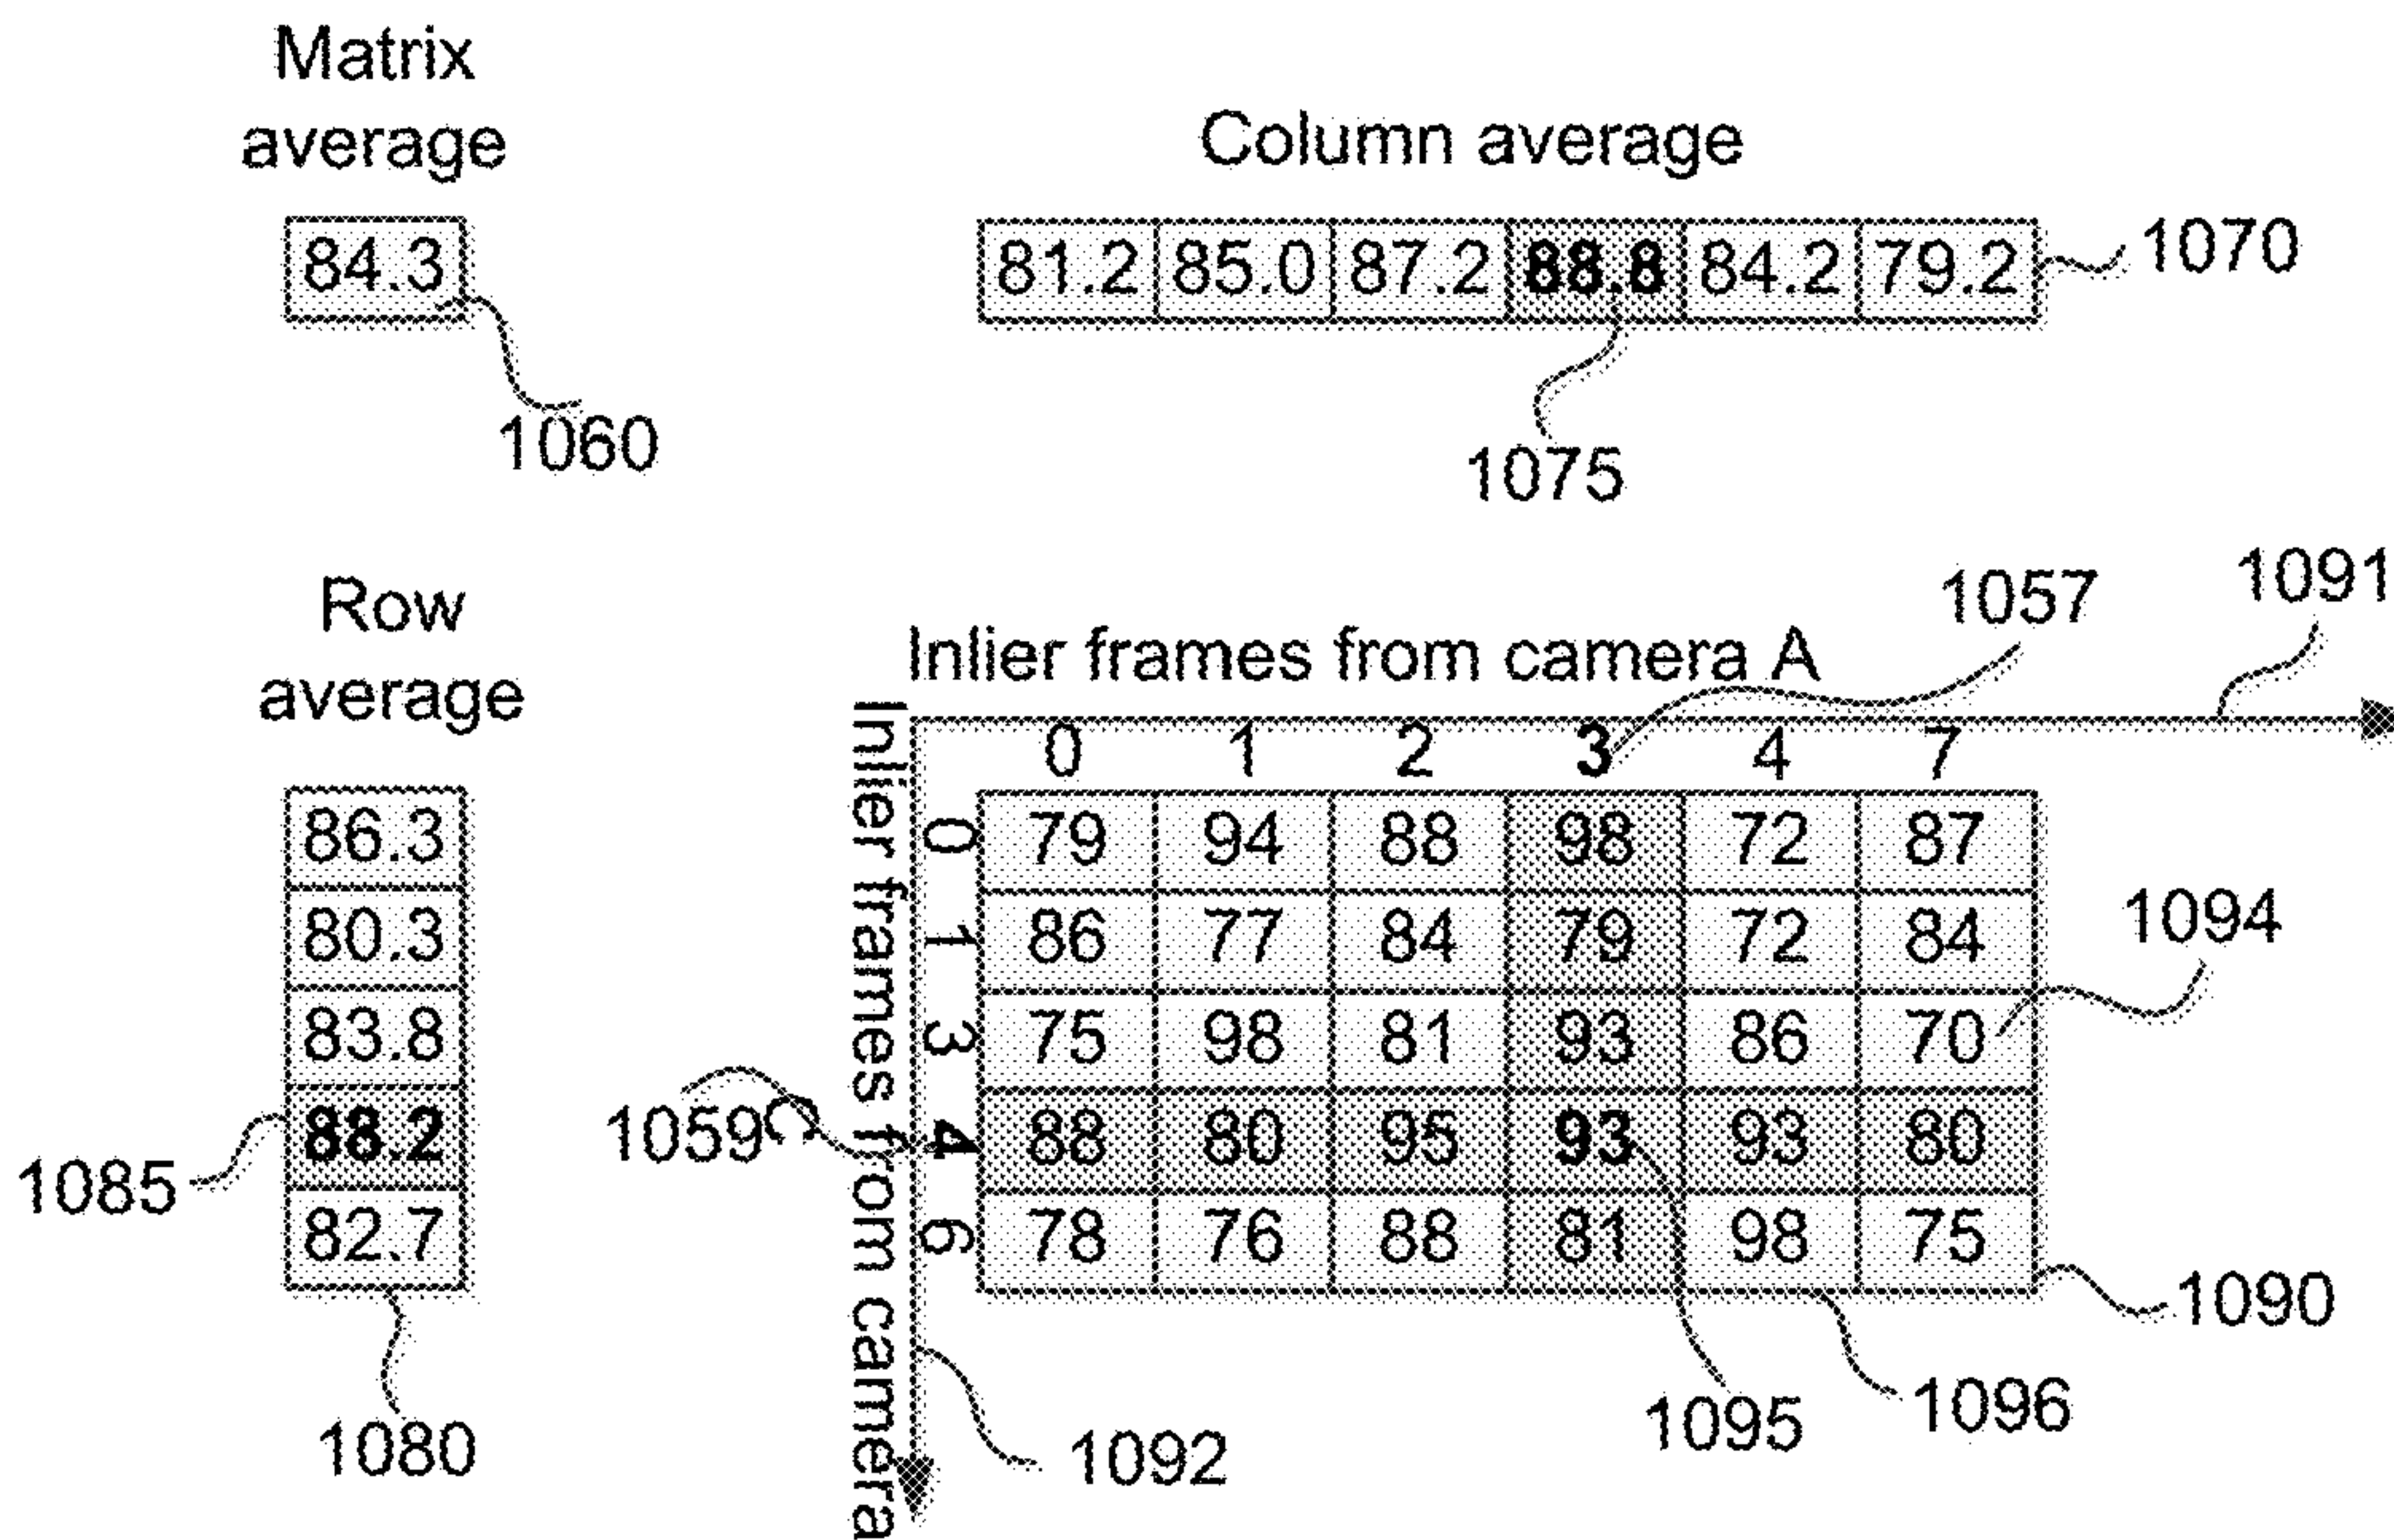 Matrix
average
84.3
1060
Column average
81.2 85.0 87.2 88.8 84.2 79.2
1070
1075
Row
average
86.3
80.3
83.8
88.2
82.7
1085
1080
1057
1091
Inlier frames from camera A
Inlier frames from camera
0 1 2 3 4 7
0 79 94 88 98 72 87
1 86 77 84 79 72 84
3 75 98 81 93 86 70
4 88 80 95 93 93 80
6 78 76 88 81 98 75
1094
1059
1090
1092
1095
1096